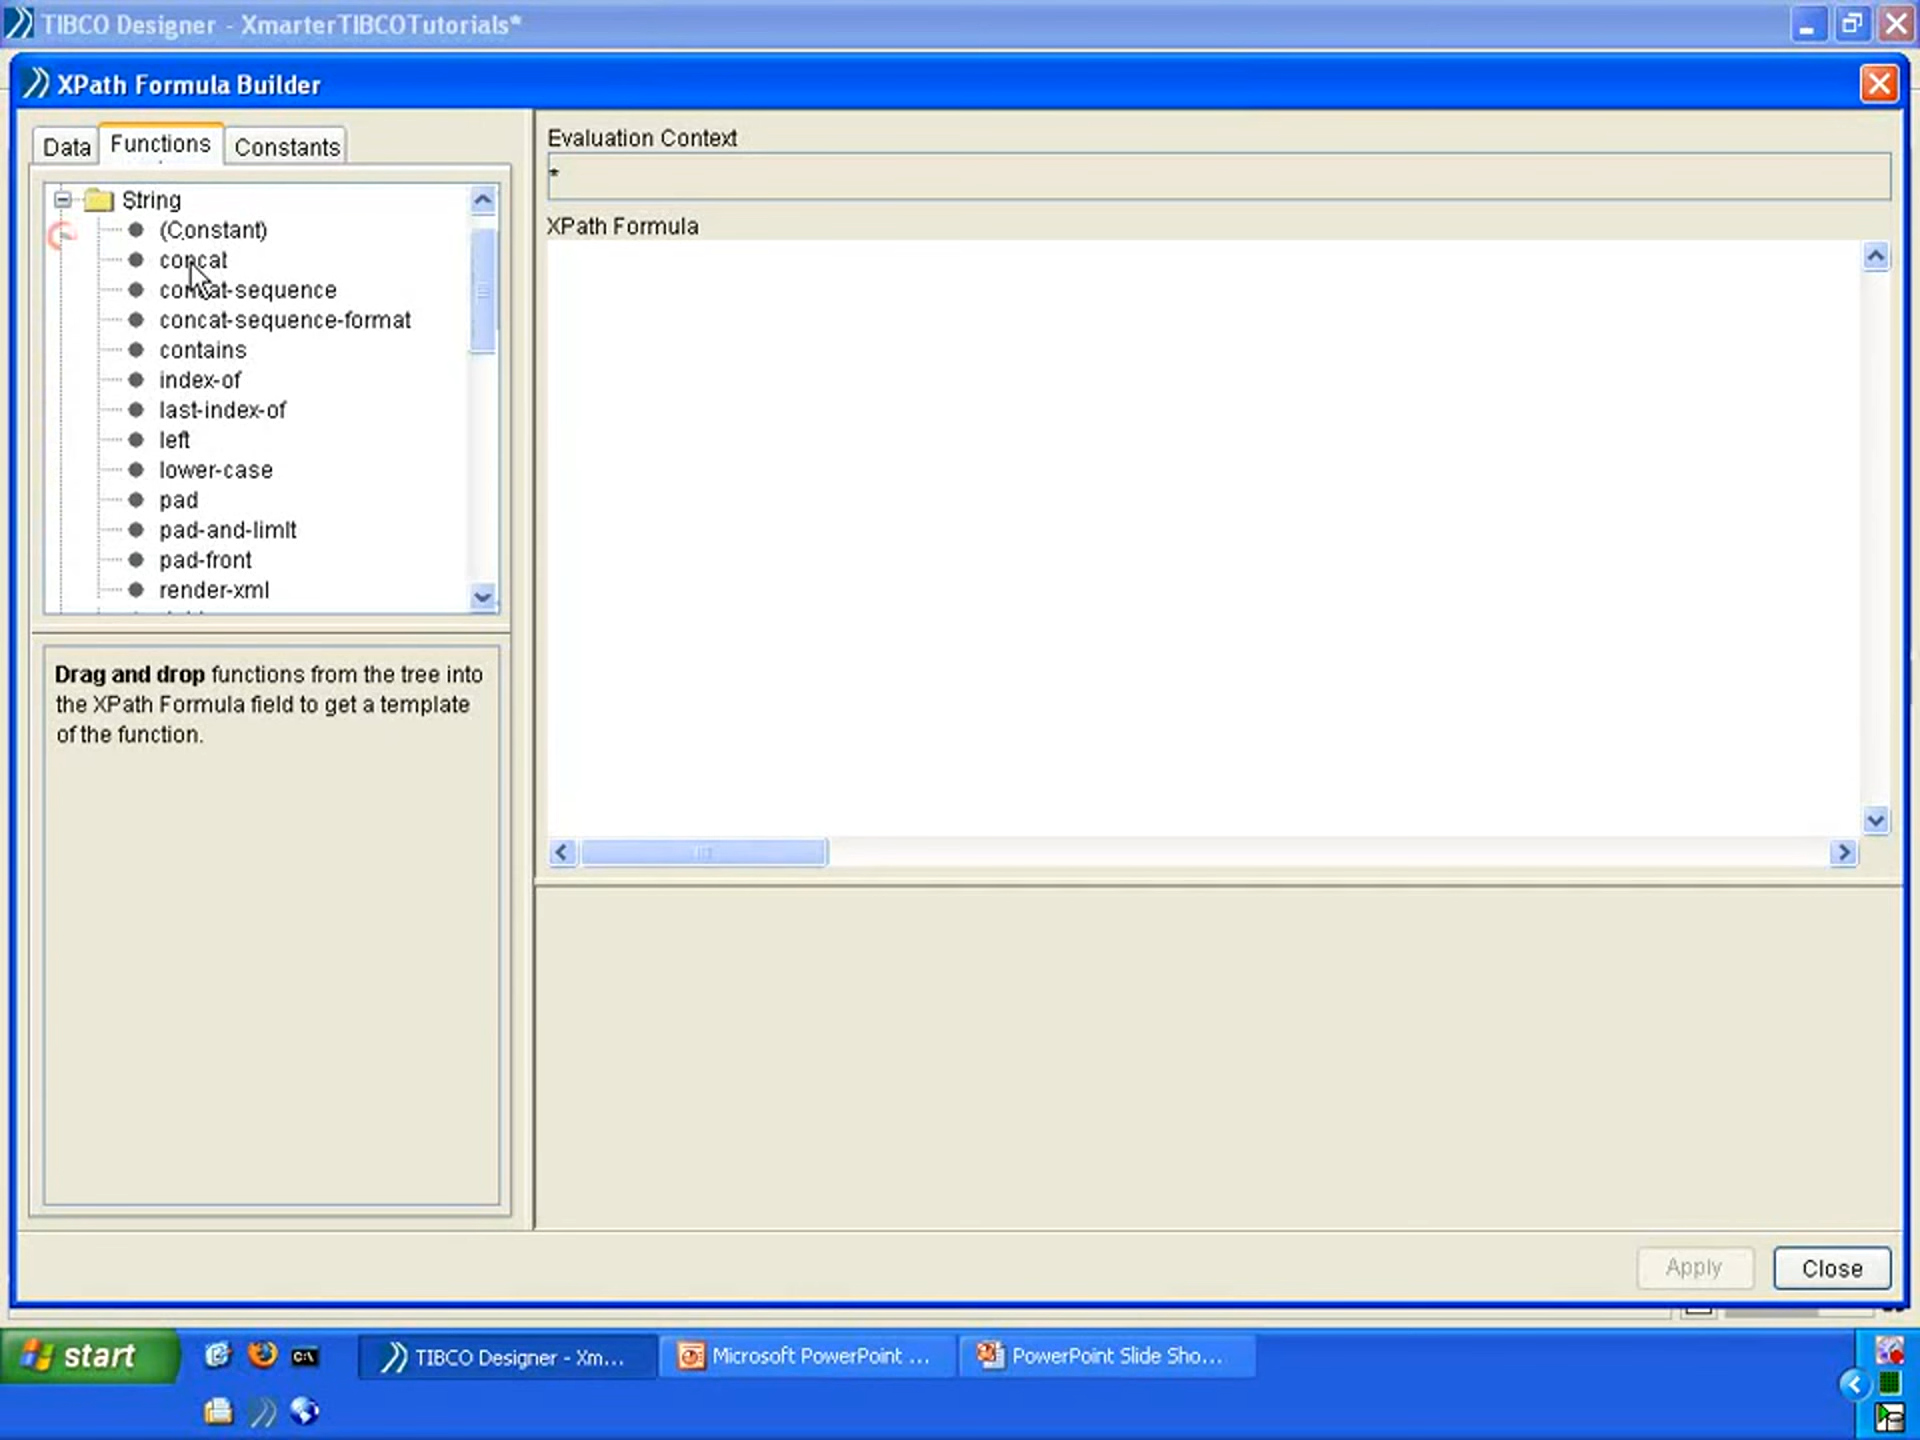 TIBCO Designer - XmarterTIBCOTutorials*
XPath Formula Builder
Data
Functions
Constants
String
(Constant)
concat
concat-sequence
concat-sequence-format
contains
index-of
last-index-of
left
lower-case
pad
pad-and-limit
pad-front
render-xml
Drag and drop functions from the tree into
the XPath Formula field to get a template
of the function.
Evaluation Context
*
XPath Formula
Apply
Close
start
C:\
TIBCO Designer - Xm...
Microsoft PowerPoint ...
PowerPoint Slide Sho...